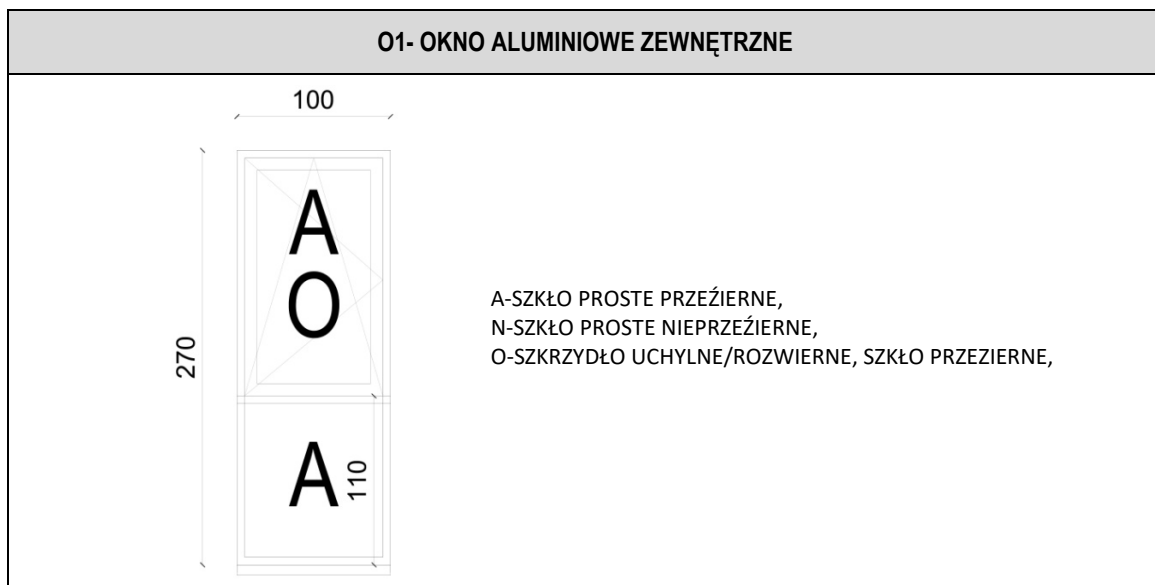 O1- OKNO ALUMINIOWE ZEWNĘTRZNE
100
270
A
O
A
110
A-SZKŁO PROSTE PRZEŹIERNE,
N-SZKŁO PROSTE NIEPRZEŹIERNE,
O-SZKRZYDŁO UCHYLNE/ROZWIERNE, SZKŁO PRZEZIERNE,